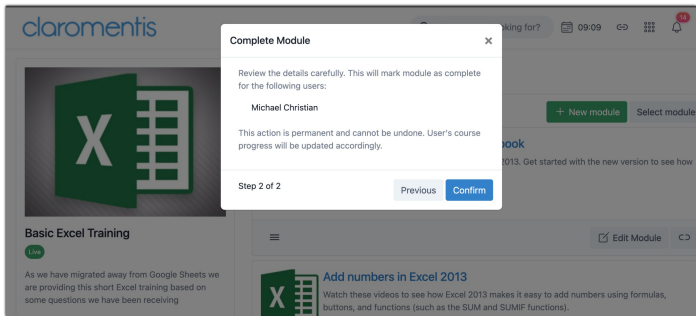 claromentis
oking for?
09:09
14
Complete Module
×
Review the details carefully. This will mark module as complete
for the following users:
Michael Christian
This action is permanent and cannot be undone. User's course
progress will be updated accordingly.
Step 2 of 2
Previous
Confirm
X
Basic Excel Training
Live
As we have migrated away from Google Sheets we
are providing this short Excel training based on
some questions we have been receiving
+ New module
Select module
book
2013. Get started with the new version to see how
Edit Module
Add numbers in Excel 2013
Watch these videos to see how Excel 2013 makes it easy to add numbers using formulas,
buttons, and functions (such as the SUM and SUMIF functions).
X